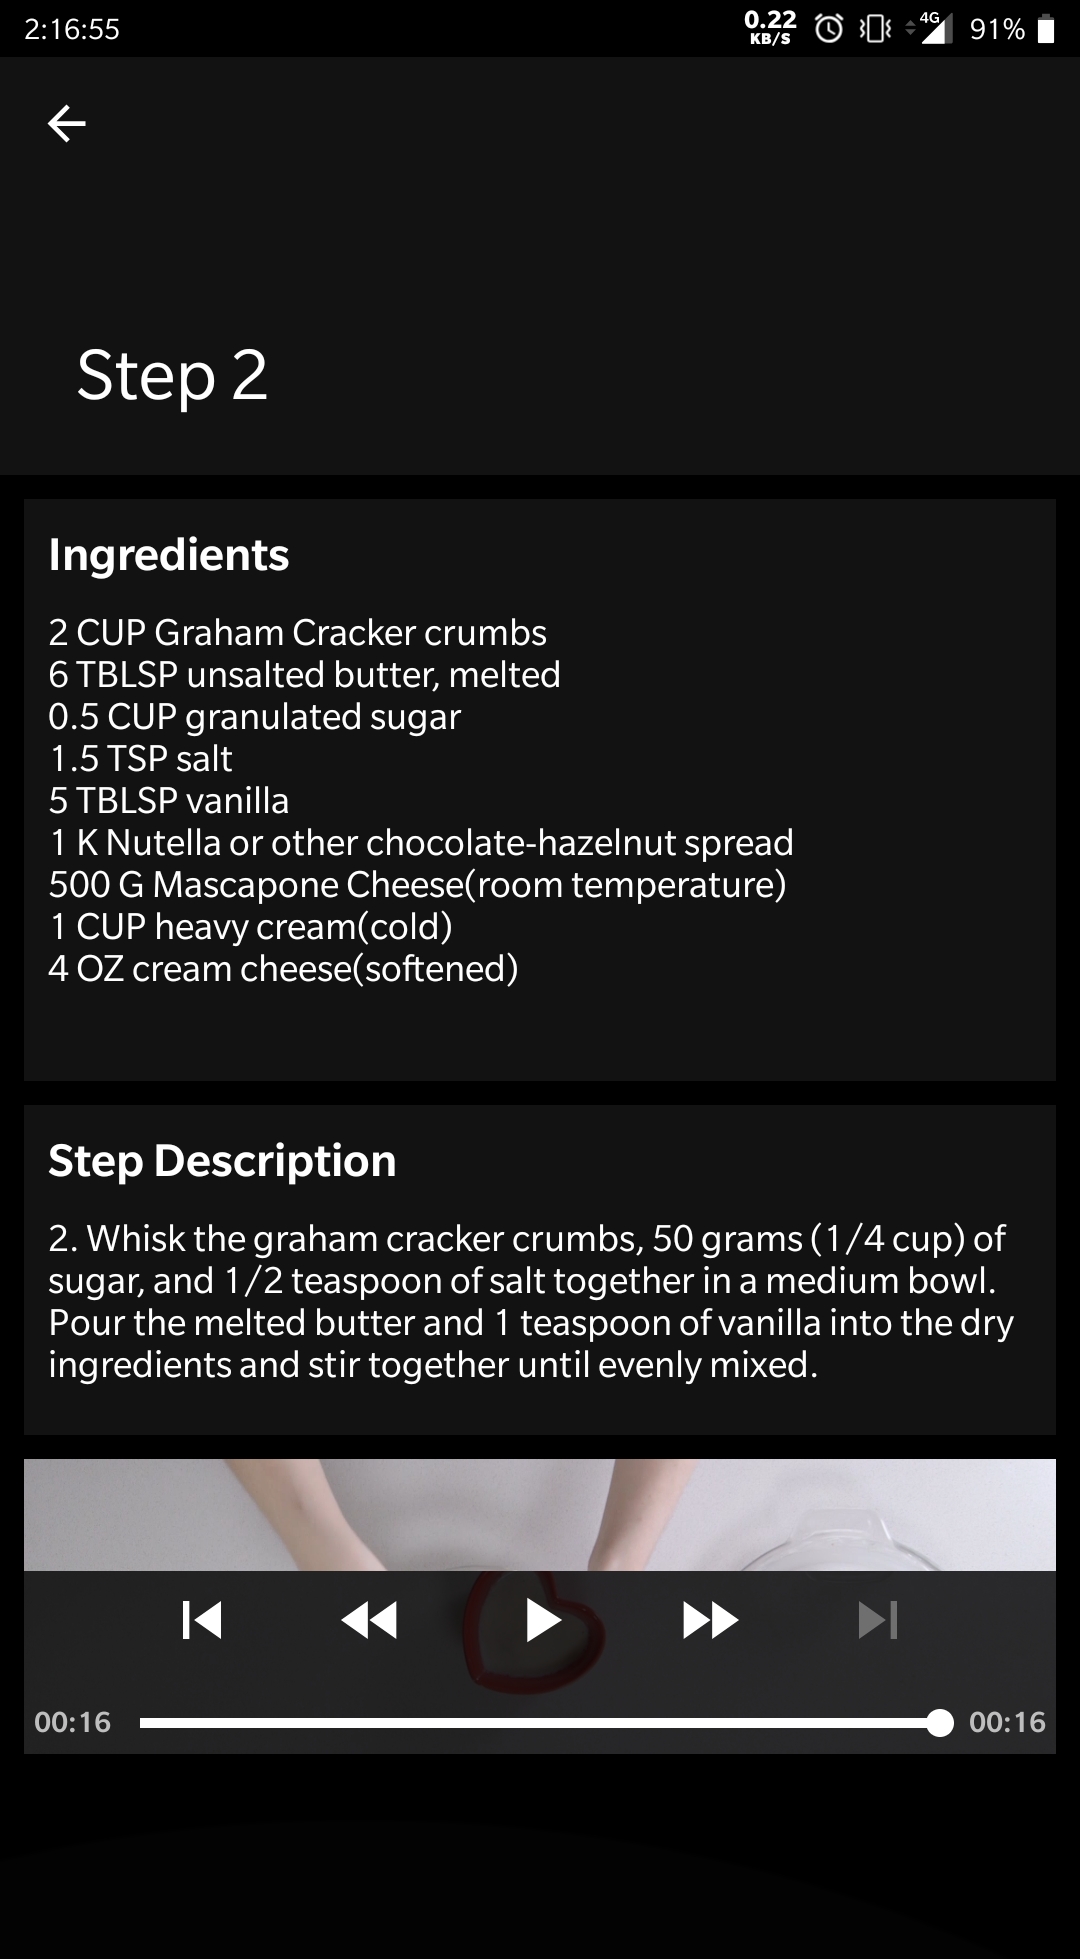 2:16:55
0.22
KB/S
4G
91%
Step 2
Ingredients
2 CUP Graham Cracker crumbs
6 TBLSP unsalted butter, melted
0.5 CUP granulated sugar
1.5 TSP salt
5 TBLSP vanilla
1 K Nutella or other chocolate-hazelnut spread
500 G Mascapone Cheese(room temperature)
1 CUP heavy cream(cold)
4 OZ cream cheese(softened)
Step Description
2. Whisk the graham cracker crumbs, 50 grams (1/4 cup) of
sugar, and 1/2 teaspoon of salt together in a medium bowl.
Pour the melted butter and 1 teaspoon of vanilla into the dry
ingredients and stir together until evenly mixed.
00:16
00:16